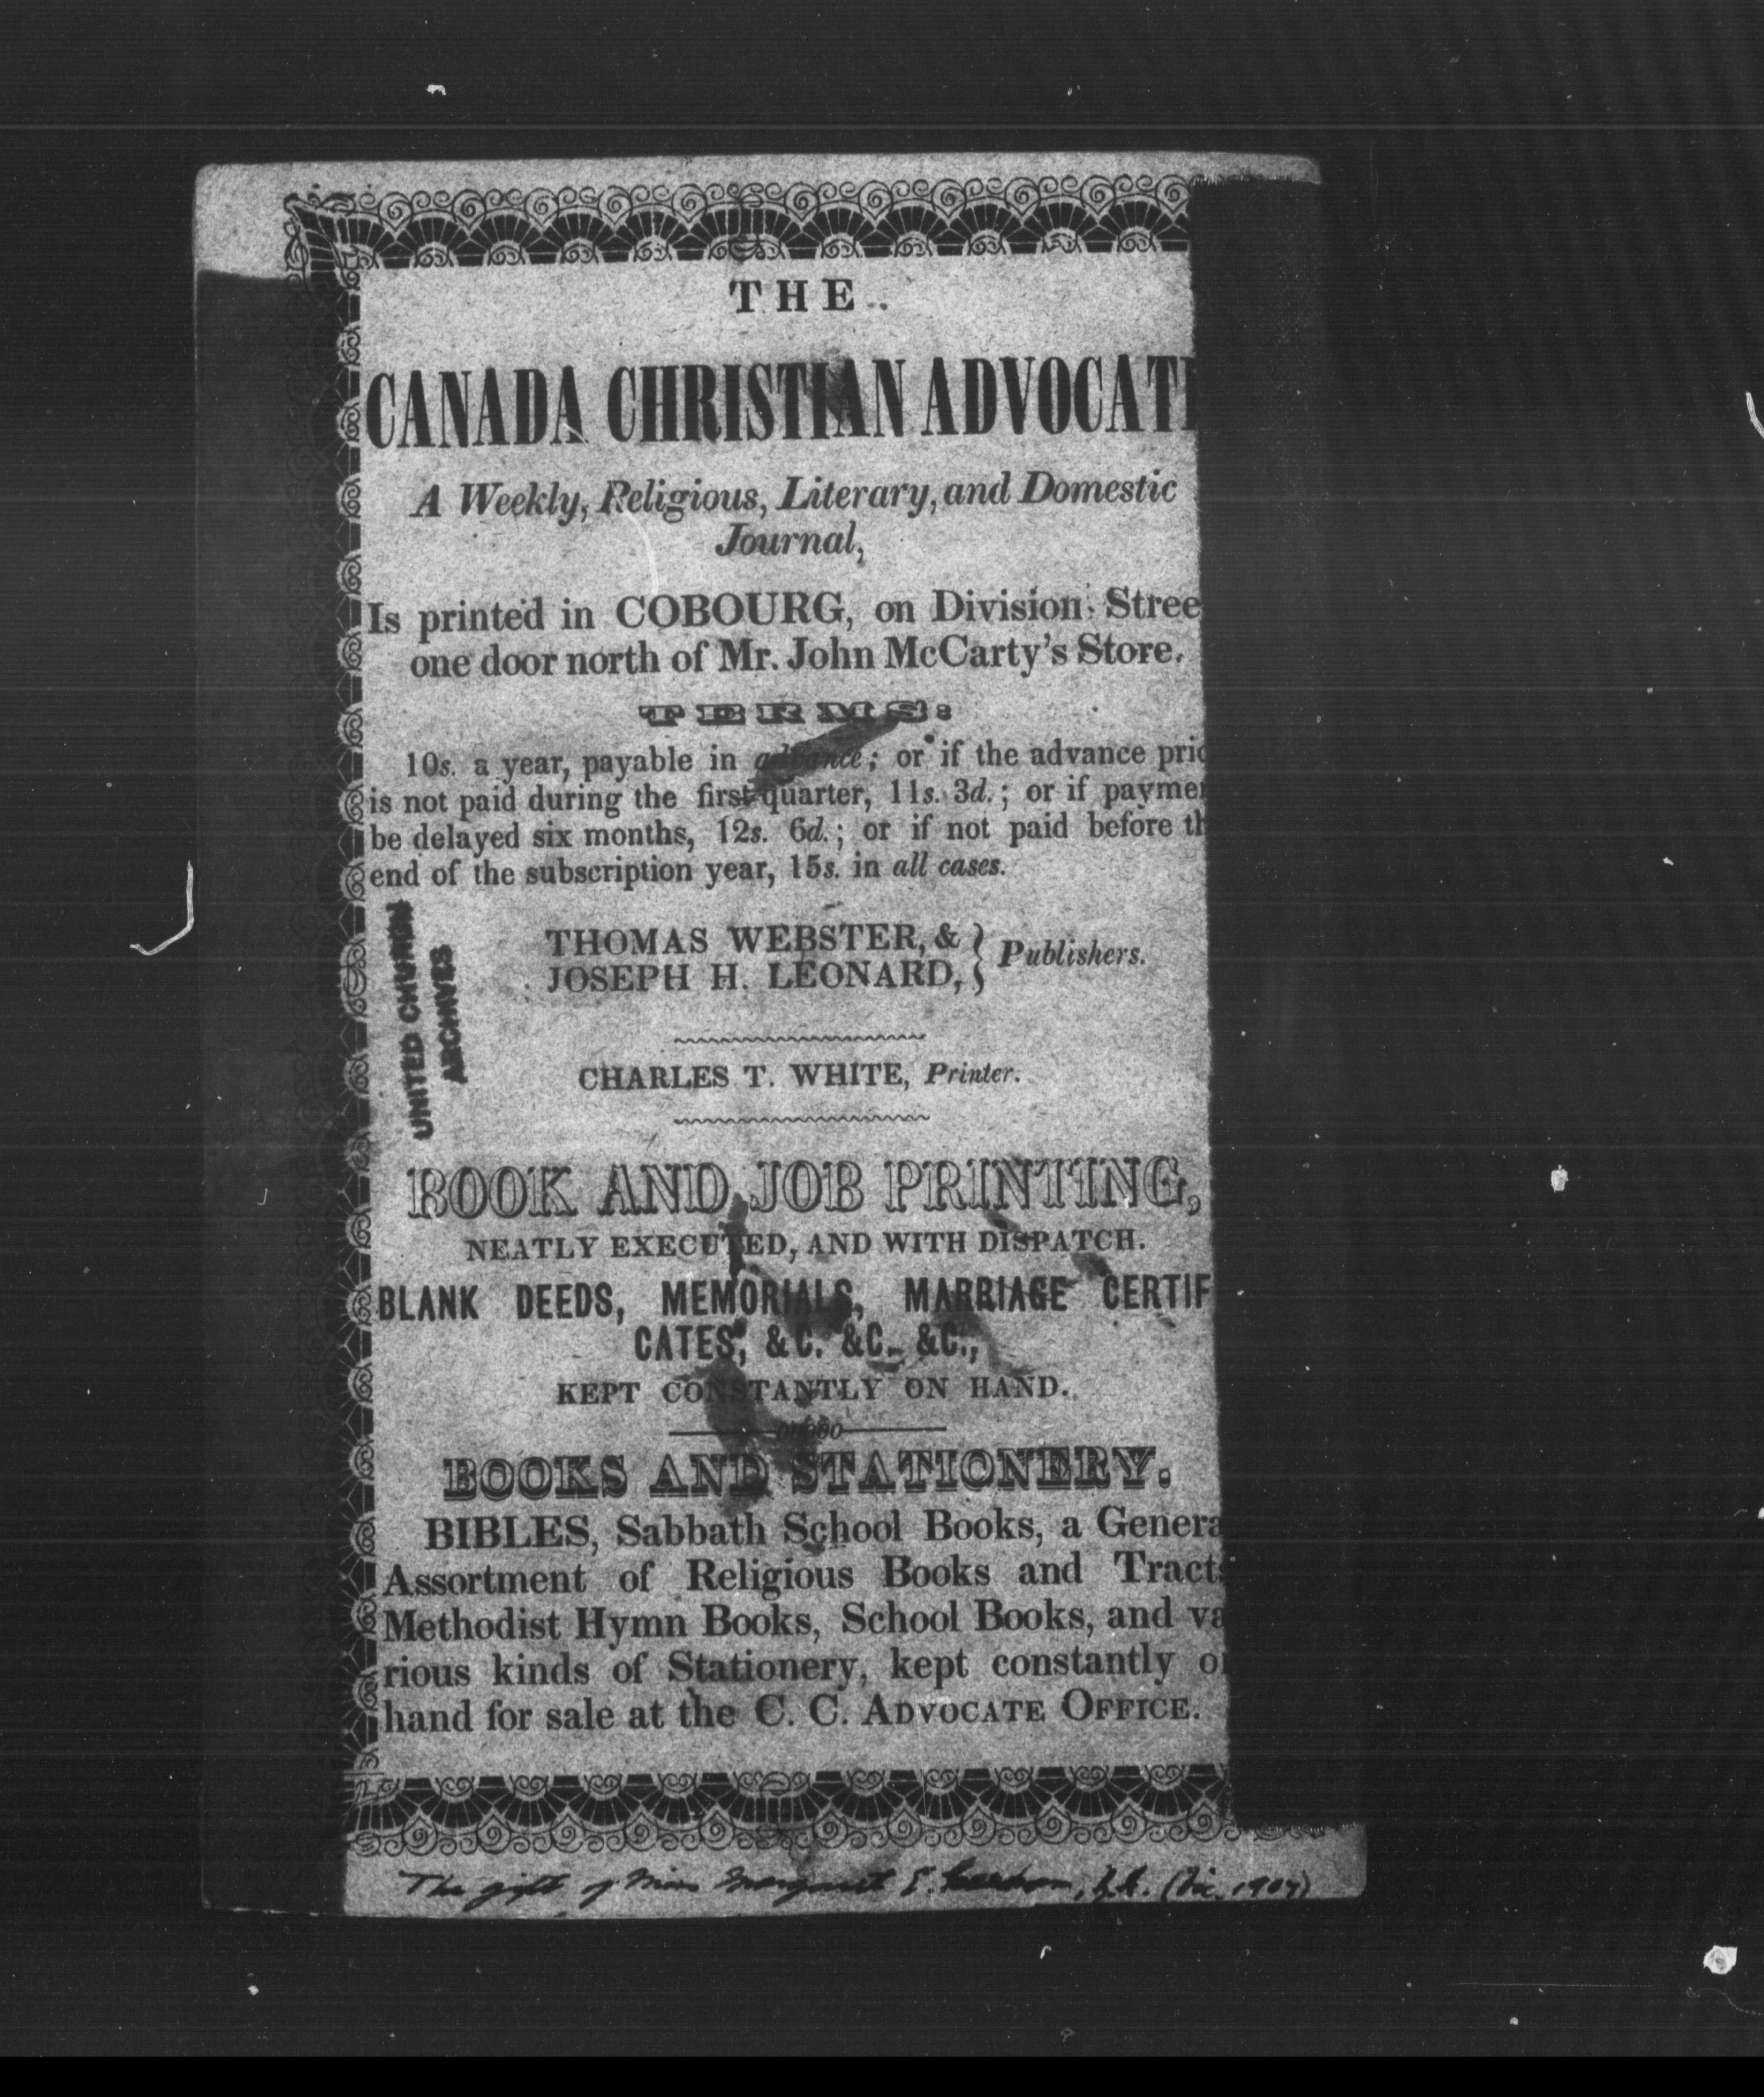 THE
CANADA CHRISTIAN ADVOCATE
A Weekly, Religious, Literary, and Domestic
Journal,
Is printed in COBOURG, on Division Stree
one door north of Mr. John McCarty's Store.
TERMS:
10s. a year, payable in advance; or if the advance pric
is not paid during the first quarter, 11s. 3d.; or if paymen
be delayed six months, 12s. 6d.; or if not paid before th
end of the subscription year, 15s. in all cases.
UNITED CHURCH
ARCHIVES
THOMAS WEBSTER, &
JOSEPH H. LEONARD, } Publishers.
CHARLES T. WHITE, Printer.
BOOK AND JOB PRINTING,
NEATLY EXECUTED, AND WITH DISPATCH.
BLANK DEEDS, MEMORIALS, MARRIAGE CERTIF
CATES, &C. &C. &C.,
KEPT CONSTANTLY ON HAND.
BOOKS AND STATIONERY.
BIBLES, Sabbath School Books, a Genera
Assortment of Religious Books and Tracts
Methodist Hymn Books, School Books, and va
rious kinds of Stationery, kept constantly on
hand for sale at the C. C. ADVOCATE OFFICE.
The gift of Miss Margaret E.